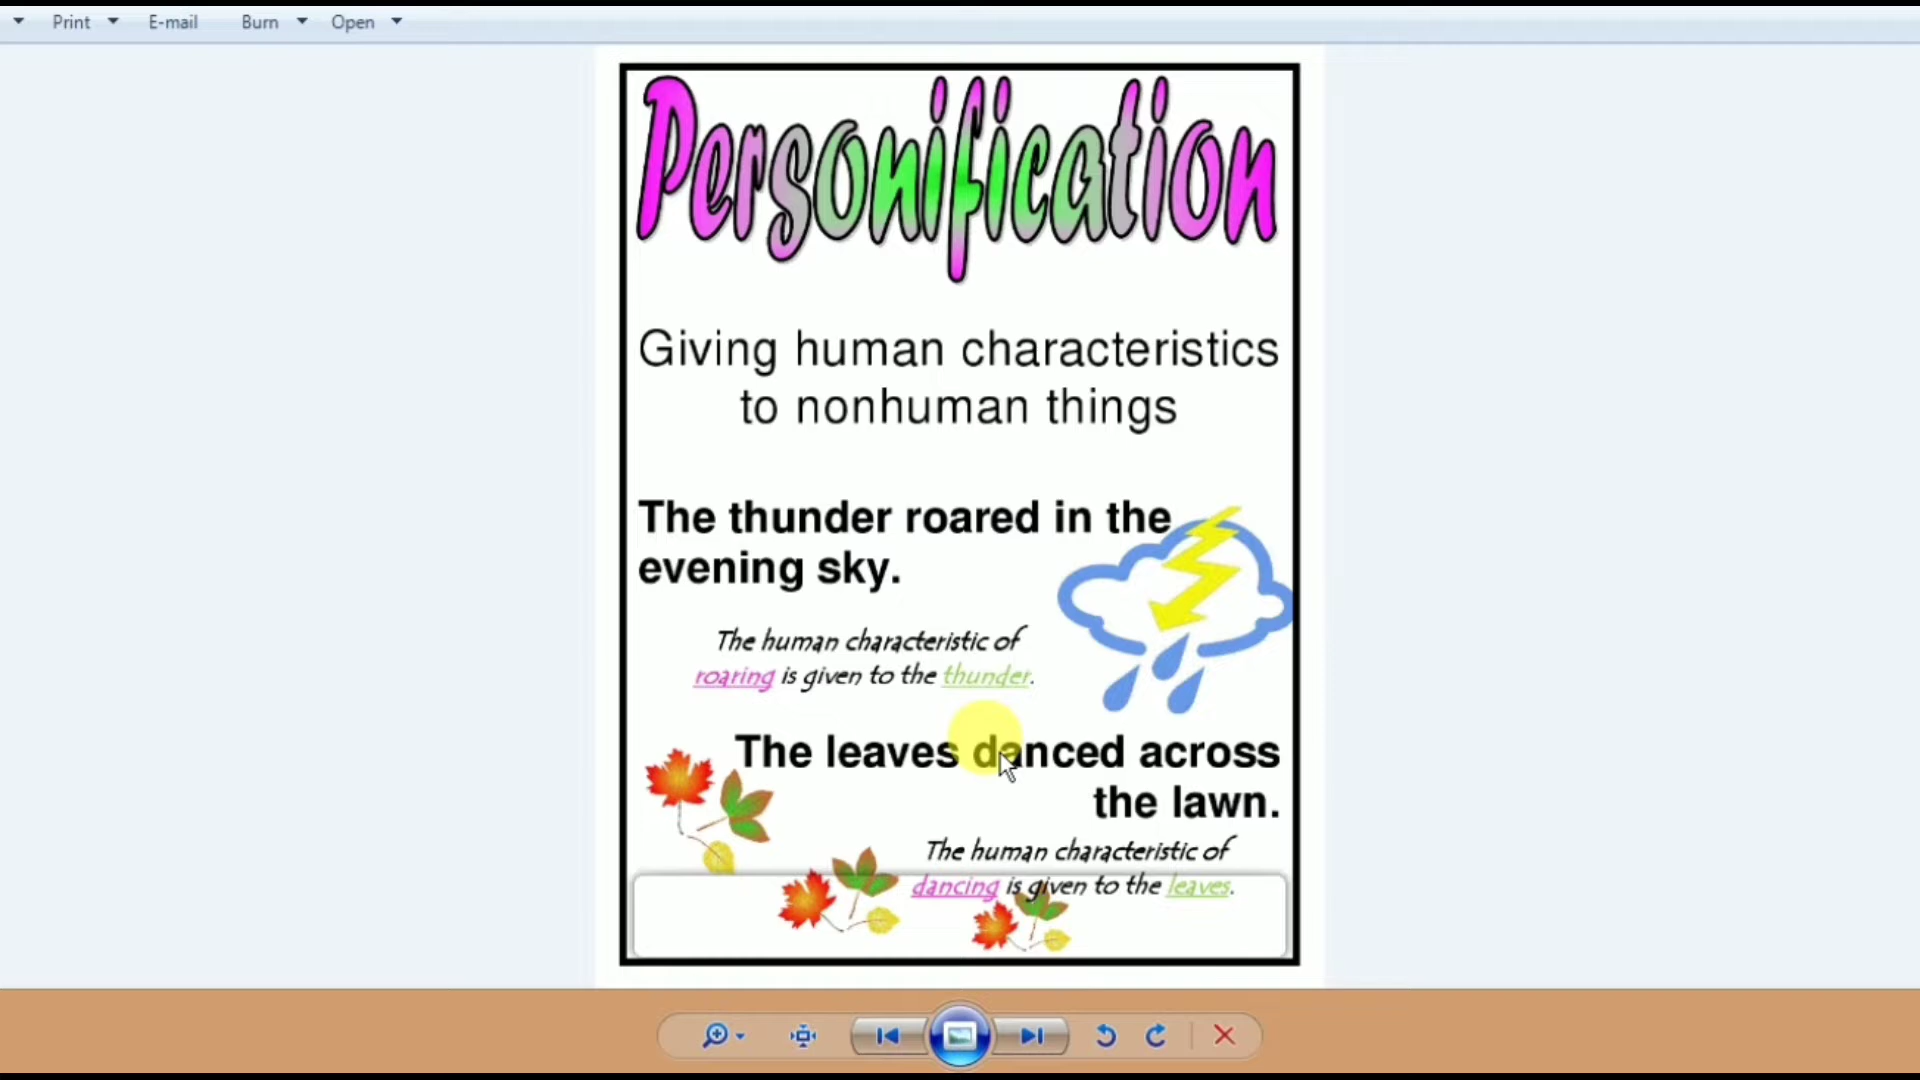 Print E-mail Burn Open
Personification
Giving human characteristics
to nonhuman things
The thunder roared in the
evening sky.
The human characteristic of
roaring is given to the thunder.
The leaves danced across
the lawn.
The human characteristic of
dancing is given to the leaves.